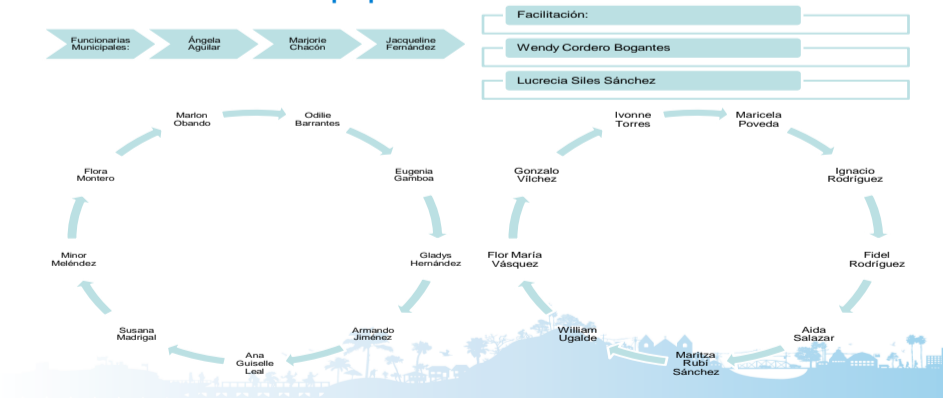 Funcionarias
Municipales:
Ángela
Aguilar
Marjorie
Chacón
Jacqueline
Fernández
Facilitación:
Wendy Cordero Bogantes
Lucrecia Siles Sánchez
Marlon
Obando
Odilie
Barrantes
Eugenia
Gamboa
Gladys
Hernández
Armando
Jiménez
Ana
Guiselle
Leal
Susana
Madrigal
Minor
Meléndez
Flora
Montero
Ivonne
Torres
Maricela
Poveda
Ignacio
Rodríguez
Fidel
Rodríguez
Aida
Salazar
Maritza
Rubí
Sánchez
William
Ugalde
Flor María
Vásquez
Gonzalo
Vílchez